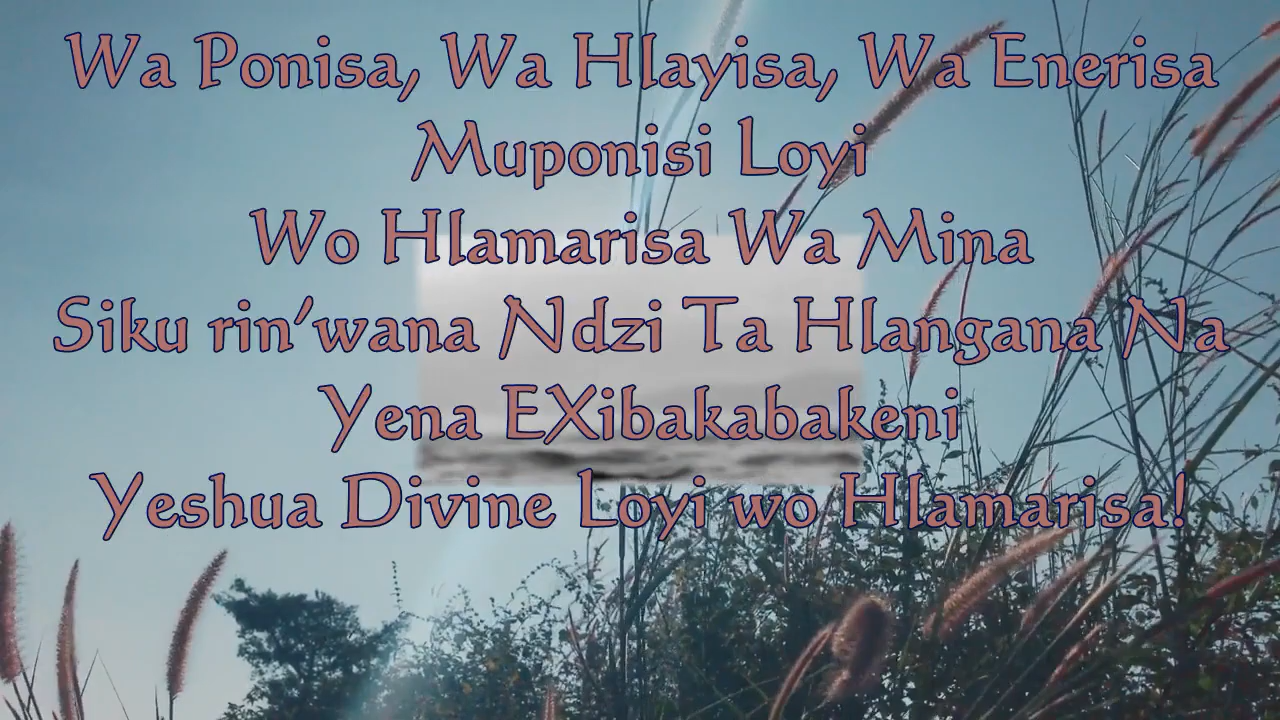 Wa Ponisa, Wa Hlayisa, Wa Enerisa
Muponisi Loyi
Wo Hlamarisa Wa Mina
Siku rin’wana Ndzi Ta Hlangana Na
Yena EXibakabakeni
Yeshua Divine Loyi wo Hlamarisa!